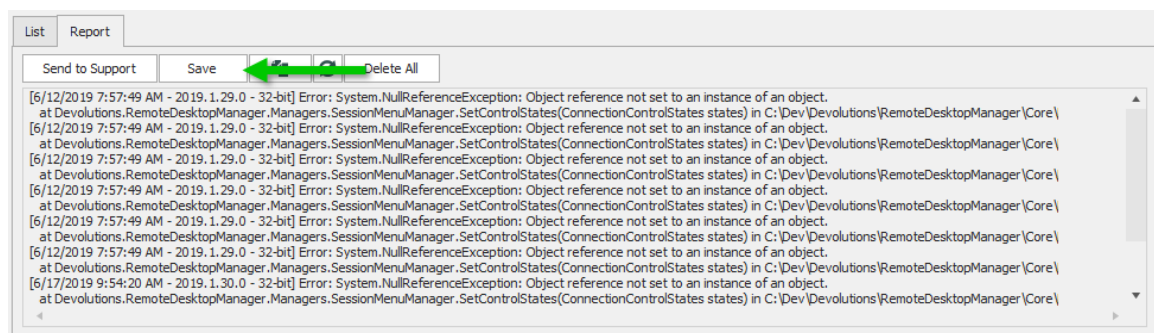 List Report
Send to Support Save Delete All
[6/12/2019 7:57:49 AM - 2019.1.29.0 - 32-bit] Error: System.NullReferenceException: Object reference not set to an instance of an object.
at Devolutions.RemoteDesktopManager.Managers.SessionMenuManager.SetControlStates(ConnectionControlStates states) in C:\Dev\Devolutions\RemoteDesktopManager\Core\
[6/12/2019 7:57:49 AM - 2019.1.29.0 - 32-bit] Error: System.NullReferenceException: Object reference not set to an instance of an object.
at Devolutions.RemoteDesktopManager.Managers.SessionMenuManager.SetControlStates(ConnectionControlStates states) in C:\Dev\Devolutions\RemoteDesktopManager\Core\
[6/12/2019 7:57:49 AM - 2019.1.29.0 - 32-bit] Error: System.NullReferenceException: Object reference not set to an instance of an object.
at Devolutions.RemoteDesktopManager.Managers.SessionMenuManager.SetControlStates(ConnectionControlStates states) in C:\Dev\Devolutions\RemoteDesktopManager\Core\
[6/12/2019 7:57:49 AM - 2019.1.29.0 - 32-bit] Error: System.NullReferenceException: Object reference not set to an instance of an object.
at Devolutions.RemoteDesktopManager.Managers.SessionMenuManager.SetControlStates(ConnectionControlStates states) in C:\Dev\Devolutions\RemoteDesktopManager\Core\
[6/12/2019 7:57:49 AM - 2019.1.29.0 - 32-bit] Error: System.NullReferenceException: Object reference not set to an instance of an object.
at Devolutions.RemoteDesktopManager.Managers.SessionMenuManager.SetControlStates(ConnectionControlStates states) in C:\Dev\Devolutions\RemoteDesktopManager\Core\
[6/12/2019 7:57:49 AM - 2019.1.29.0 - 32-bit] Error: System.NullReferenceException: Object reference not set to an instance of an object.
at Devolutions.RemoteDesktopManager.Managers.SessionMenuManager.SetControlStates(ConnectionControlStates states) in C:\Dev\Devolutions\RemoteDesktopManager\Core\
[6/17/2019 9:54:20 AM - 2019.1.30.0 - 32-bit] Error: System.NullReferenceException: Object reference not set to an instance of an object.
at Devolutions.RemoteDesktopManager.Managers.SessionMenuManager.SetControlStates(ConnectionControlStates states) in C:\Dev\Devolutions\RemoteDesktopManager\Core\